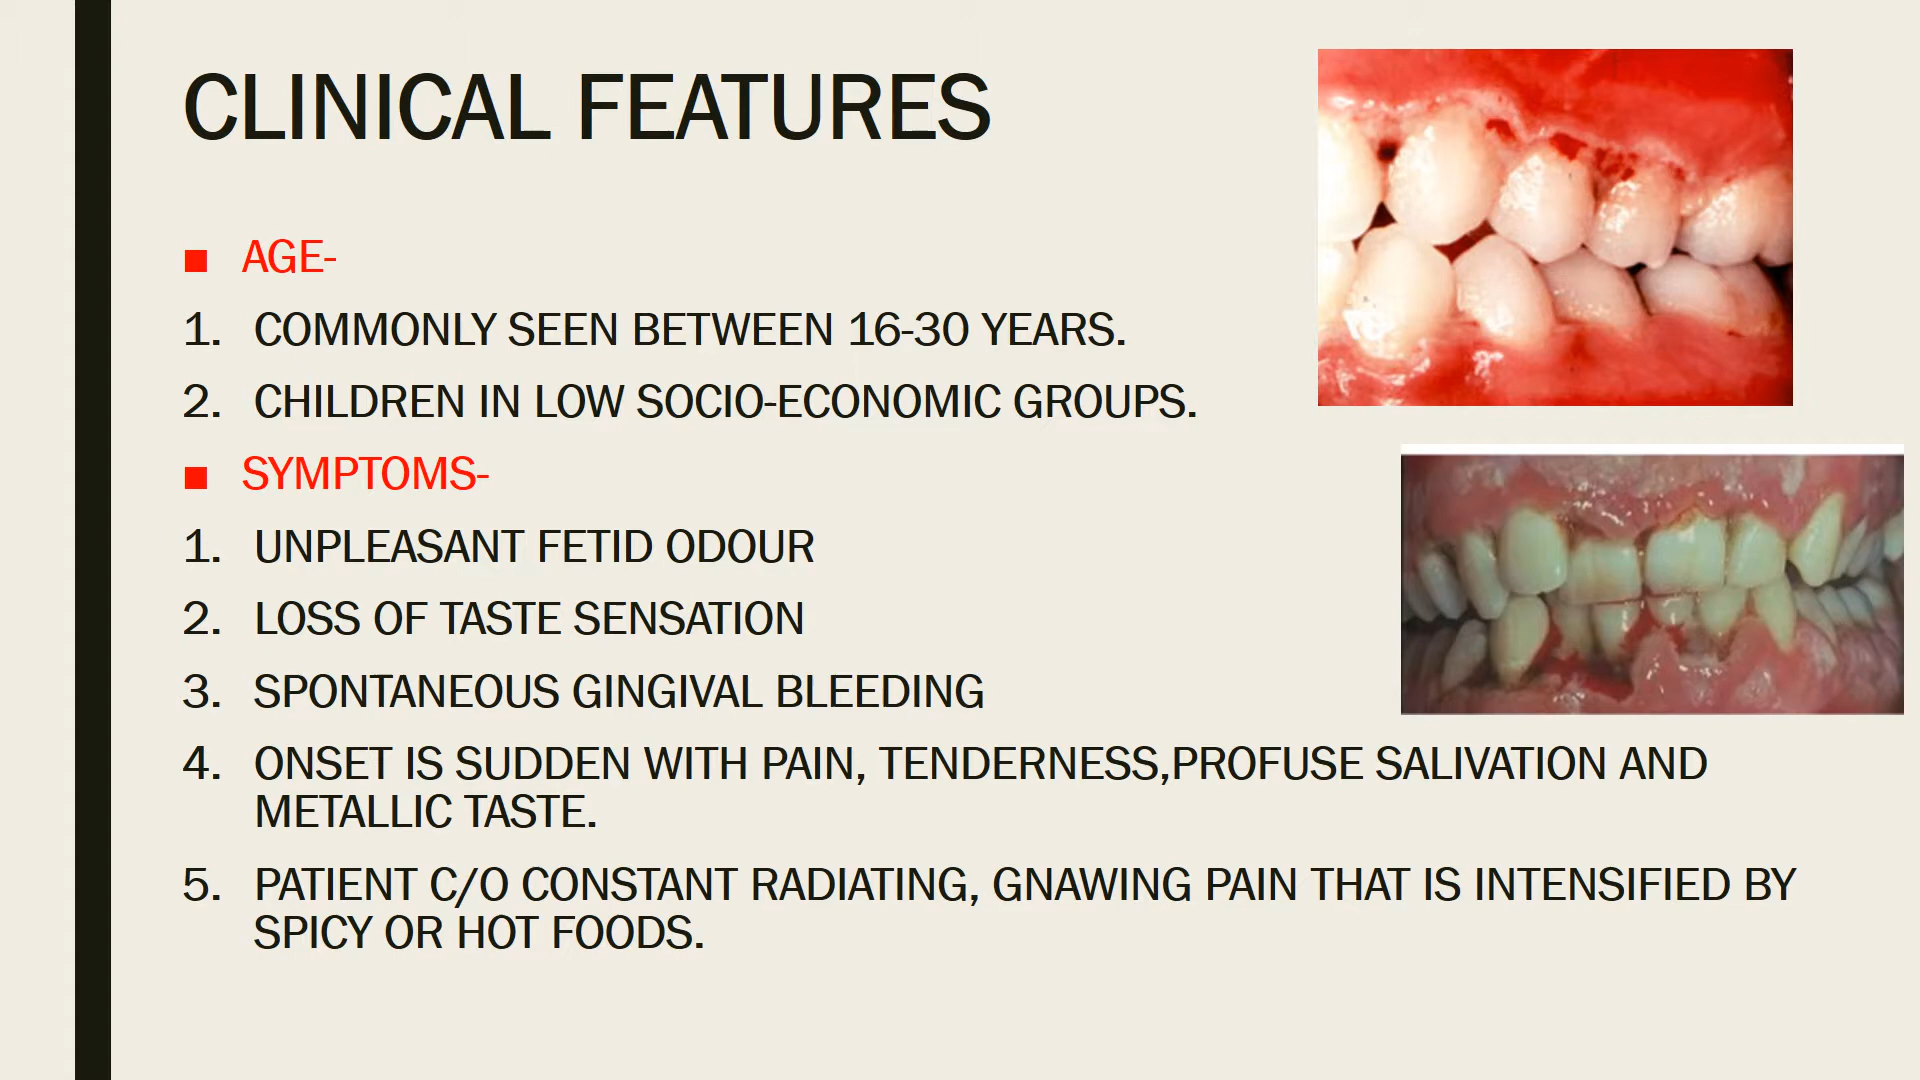 CLINICAL FEATURES
■ AGE-
1. COMMONLY SEEN BETWEEN 16-30 YEARS.
2. CHILDREN IN LOW SOCIO-ECONOMIC GROUPS.
■ SYMPTOMS-
1. UNPLEASANT FETID ODOUR
2. LOSS OF TASTE SENSATION
3. SPONTANEOUS GINGIVAL BLEEDING
4. ONSET IS SUDDEN WITH PAIN, TENDERNESS,PROFUSE SALIVATION AND
METALLIC TASTE.
5. PATIENT C/O CONSTANT RADIATING, GNAWING PAIN THAT IS INTENSIFIED BY
SPICY OR HOT FOODS.